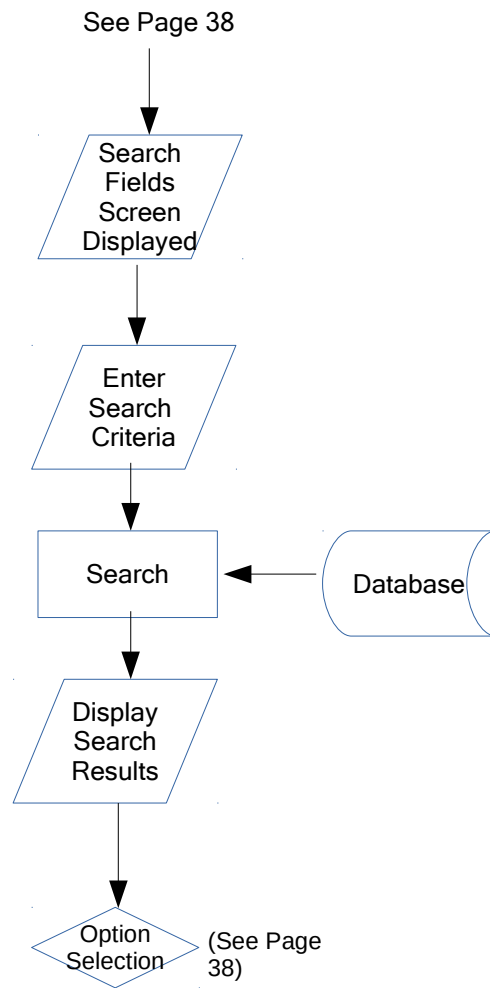 See Page 38
Search
Fields
Screen
Displayed
Enter
Search
Criteria
Search
Database
Display
Search
Results
Option
Selection
(See Page
38)